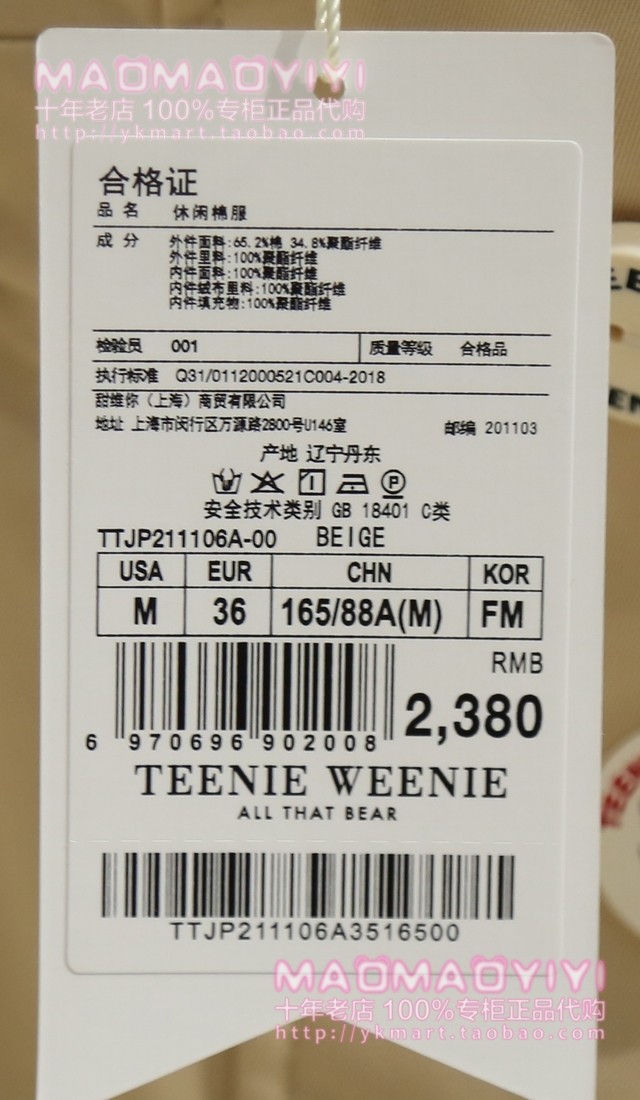 MAOMAOYIYI
十年老店 100%专柜正品代购
http://ykmart.taobao.com
合格证
品 名 休闲棉服
成 分 外件面料:65.2%棉 34.8%聚酯纤维
外件里料:100%聚酯纤维
内件面料:100%聚酯纤维
内件绒布里料:100%聚酯纤维
内件填充物:100%聚酯纤维
检验员 001 质量等级 合格品
执行标准 Q31/0112000521C004-2018
甜维你（上海）商贸有限公司
地址 上海市闵行区万源路2800号U146室 邮编 201103
产地 辽宁丹东
P
安全技术类别 GB 18401 C类
TTJP211106A-00 BEIGE
USA EUR CHN KOR
M 36 165/88A(M) FM
RMB
2,380
6 970696 902008
TEENIE WEENIE
ALL THAT BEAR
TTJP211106A3516500
MAOMAOYIYI
十年老店 100%专柜正品代购
http://ykmart.taobao.com